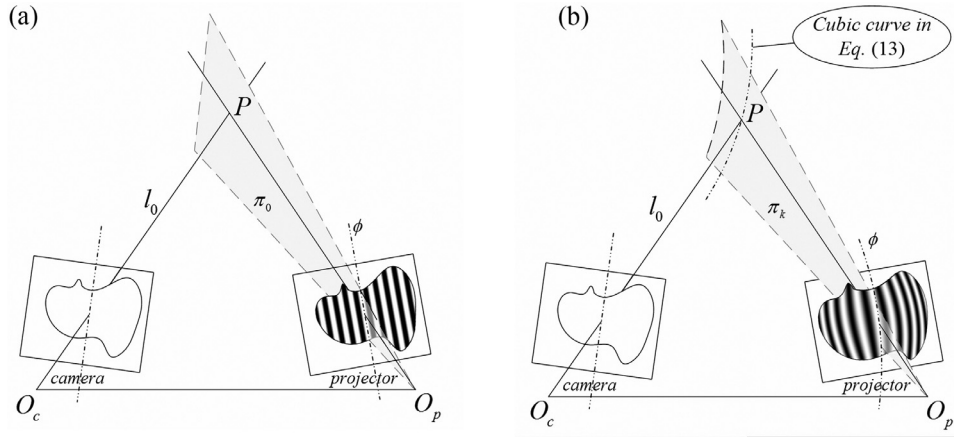 (a)
P
l0
π0
ϕ
camera
projector
Oc
Op
(b)
Cubic curve in
Eq. (13)
P
l0
πk
ϕ
camera
projector
Oc
Op